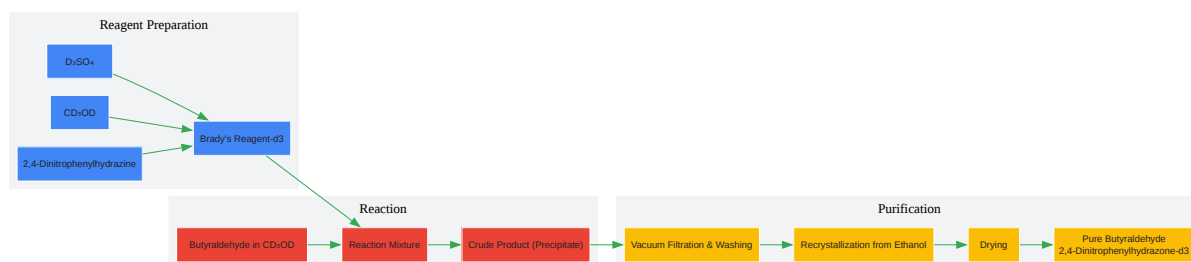 Reagent Preparation
D₂SO₄
CD₃OD
2,4-Dinitrophenylhydrazine
Brady's Reagent-d3
Reaction
Butyraldehyde in CD₃OD
Reaction Mixture
Crude Product (Precipitate)
Purification
Vacuum Filtration & Washing
Recrystallization from Ethanol
Drying
Pure Butyraldehyde
2,4-Dinitrophenylhydrazone-d3